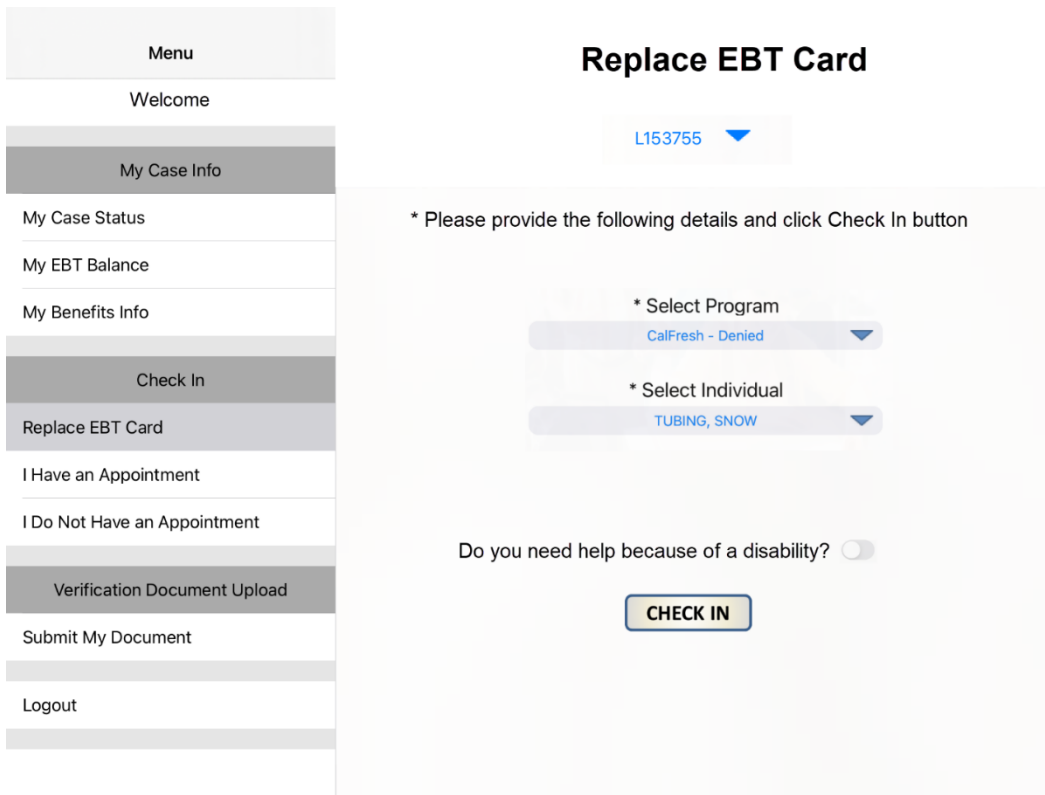 Menu
Welcome
My Case Info
My Case Status
My EBT Balance
My Benefits Info
Check In
Replace EBT Card
I Have an Appointment
I Do Not Have an Appointment
Verification Document Upload
Submit My Document
Logout
Replace EBT Card
L153755
* Please provide the following details and click Check In button
* Select Program
CalFresh - Denied
* Select Individual
TUBING, SNOW
Do you need help because of a disability?
CHECK IN